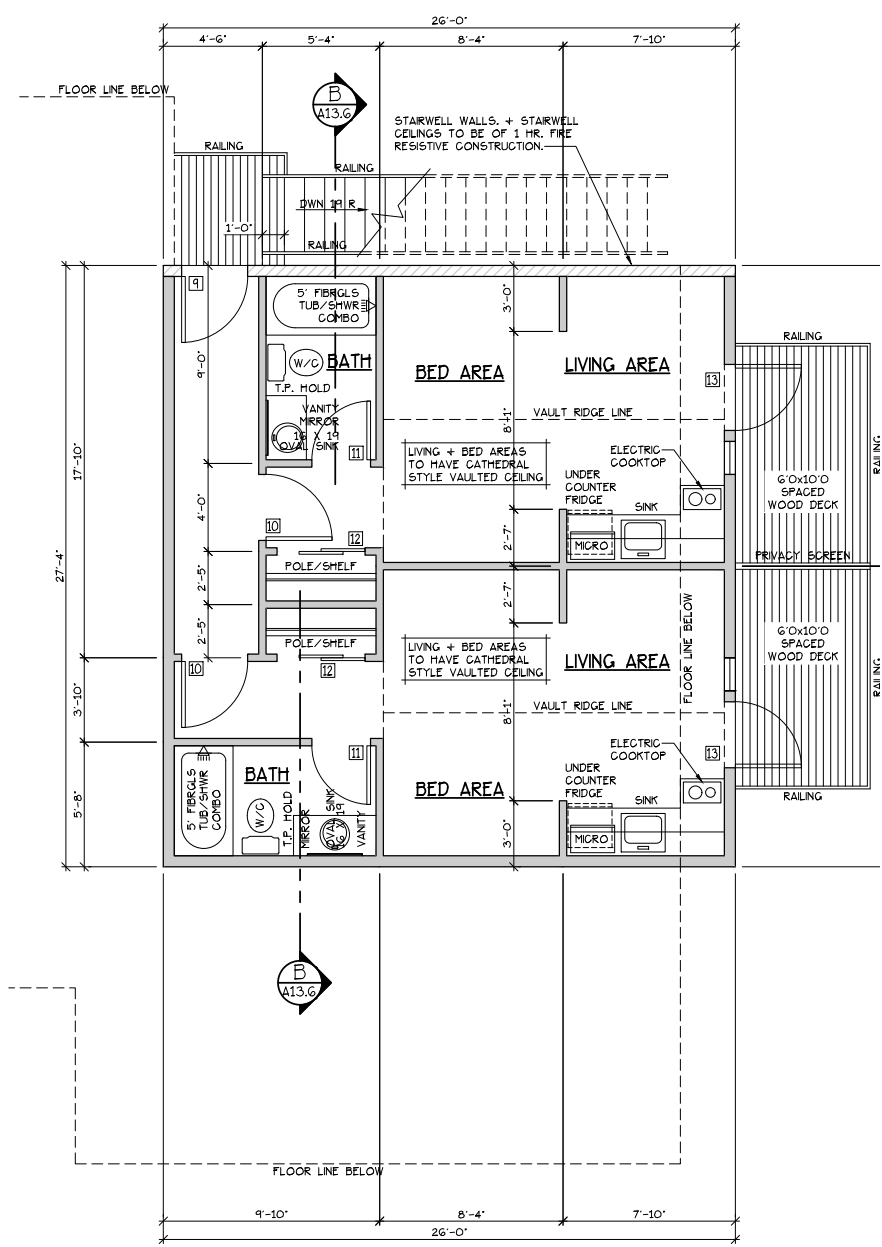 26'-0"
4'-6"
5'-4"
8'-4"
7'-10"
FLOOR LINE BELOW
B
A13.6
STAIRWELL WALLS. + STAIRWELL
CEILINGS TO BE OF 1 HR. FIRE
RESISTIVE CONSTRUCTION.
RAILING
RAILING
DWN 19 R
1'-0"
RAILING
9
5' FIBRGLS
TUB/SHWR
COMBO
3'-0"
RAILING
W/C
BATH
BED AREA
LIVING AREA
9'-0"
T.P. HOLD
13
VANITY
MIRROR
16 X 19
OVAL SINK
8'-1"
VAULT RIDGE LINE
11
LIVING + BED AREAS
TO HAVE CATHEDRAL
STYLE VAULTED CEILING
ELECTRIC
COOKTOP
UNDER
COUNTER
FRIDGE
SINK
RAILING
6'0x10'0
SPACED
WOOD DECK
17'-10"
4'-0"
10
12
2'-7"
MICRO
PRIVACY SCREEN
27'-4"
2'-5"
POLE/SHELF
2'-7"
2'-5"
POLE/SHELF
LIVING + BED AREAS
TO HAVE CATHEDRAL
STYLE VAULTED CEILING
LIVING AREA
FLOOR LINE BELOW
6'0x10'0
SPACED
WOOD DECK
RAILING
10
12
3'-10"
8'-1"
VAULT RIDGE LINE
11
ELECTRIC
COOKTOP
13
BATH
BED AREA
UNDER
COUNTER
FRIDGE
SINK
RAILING
5'-8"
5' FIBRGLS
TUB/SHWR
COMBO
W/C
T.P. HOLD
MIRROR
OVAL SINK
16 X 19
VANITY
3'-0"
MICRO
B
A13.6
FLOOR LINE BELOW
9'-10"
8'-4"
7'-10"
26'-0"